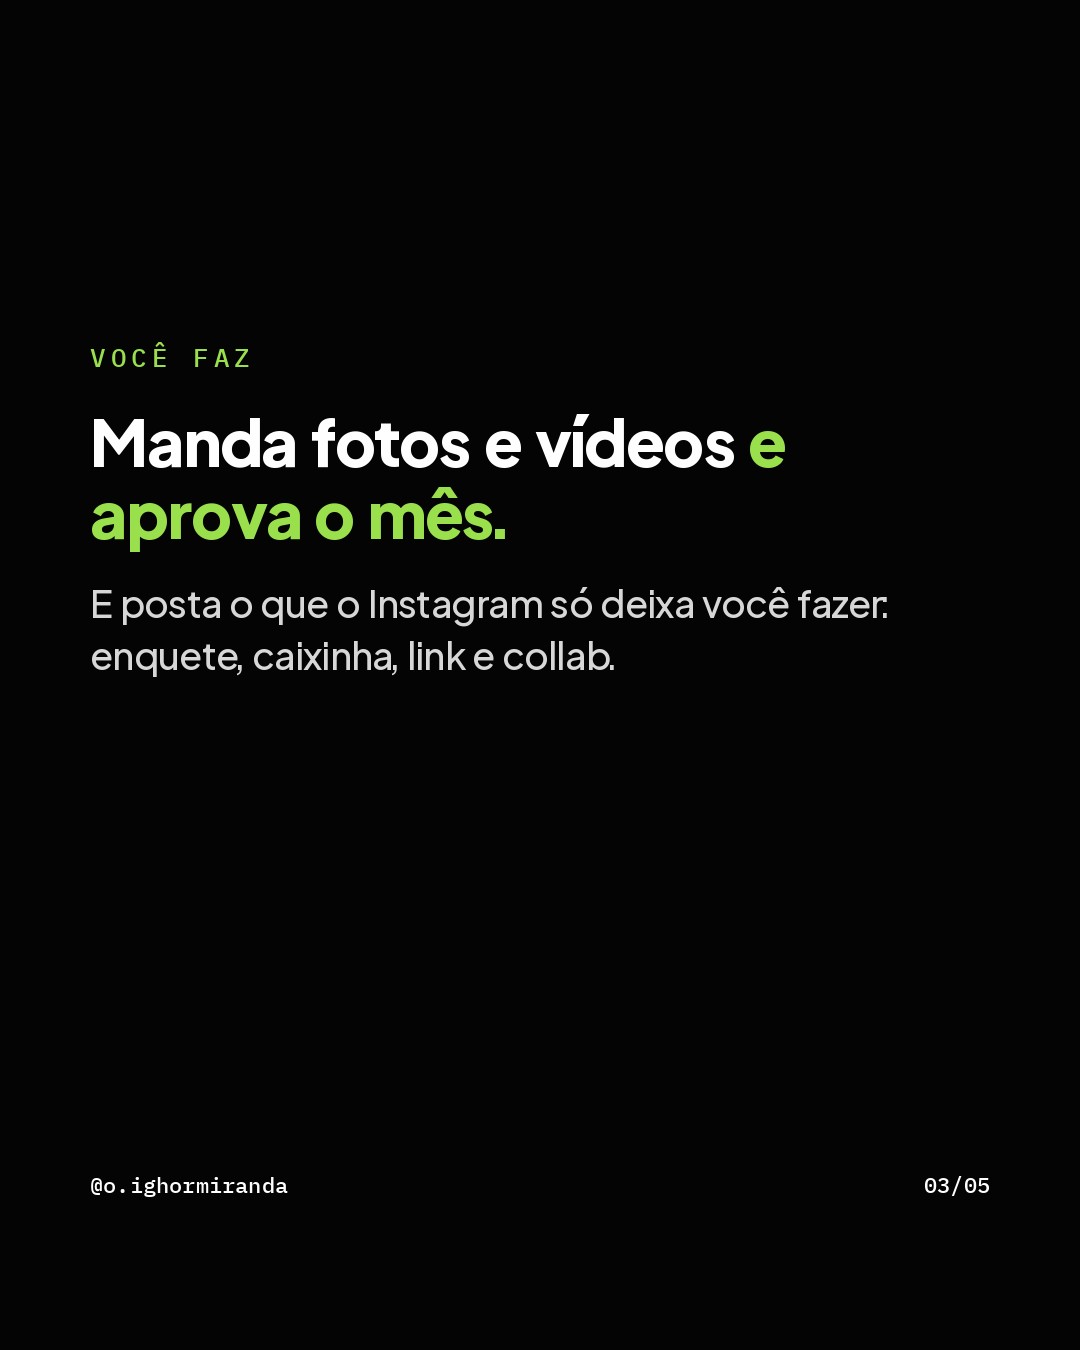 VOCÊ FAZ
Manda fotos e vídeos e
aprova o mês.
E posta o que o Instagram só deixa você fazer:
enquete, caixinha, link e collab.
@o.ighormiranda
03/05